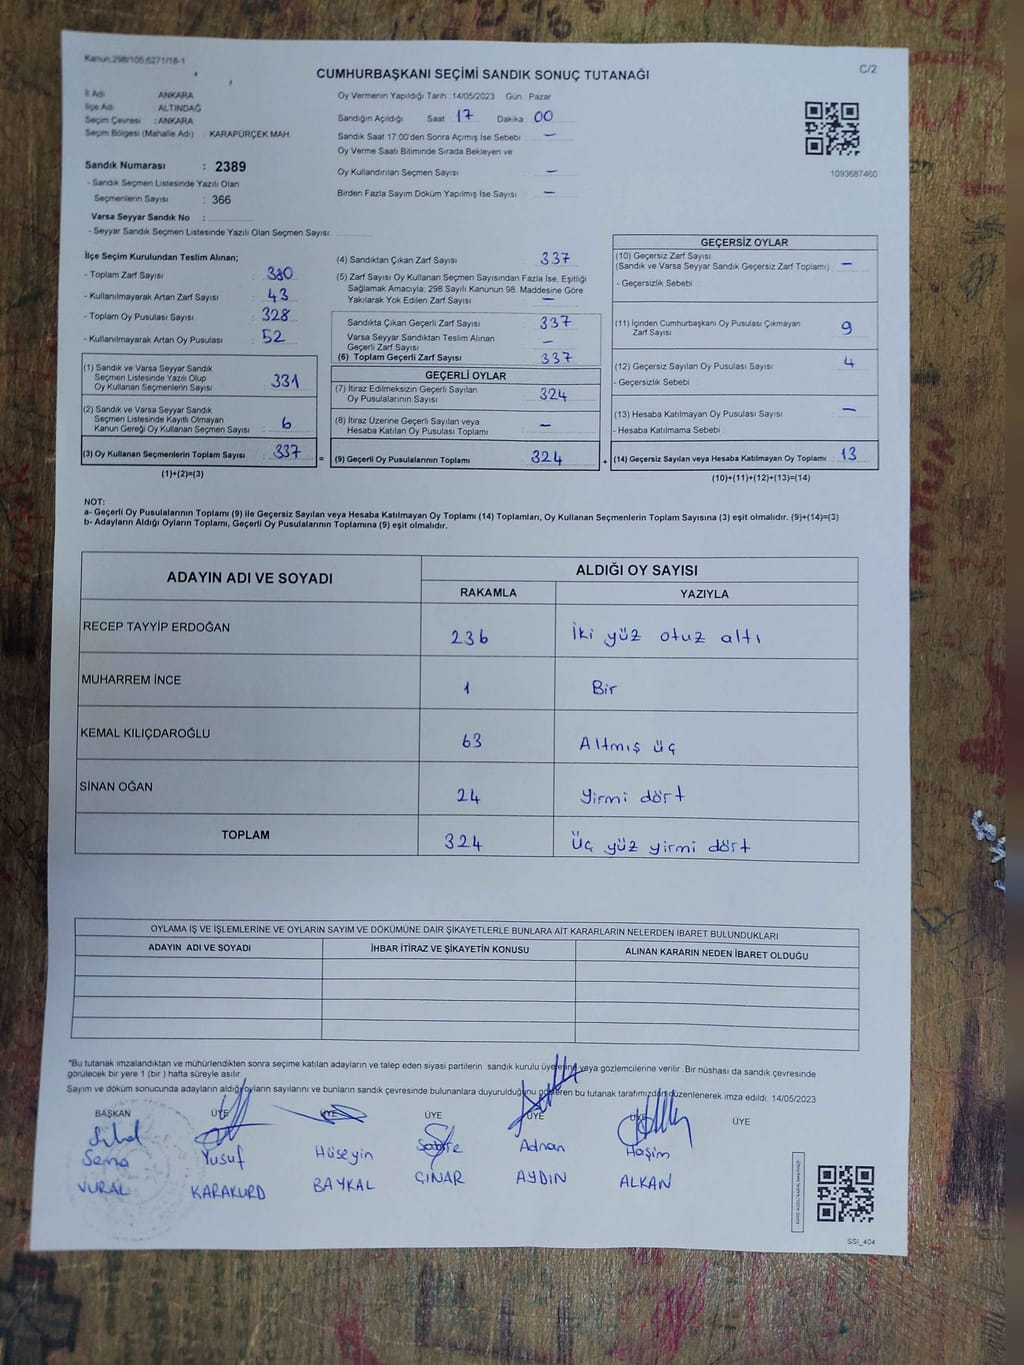 Kanun:298/105,6271/18-1
CUMHURBAŞKANI SEÇİMİ SANDIK SONUÇ TUTANAĞI
C/2
İl Adı ANKARA
İlçe Adı ALTINDAĞ
Seçim Çevresi : ANKARA
Seçim Bölgesi (Mahalle Adı) : KARAPÜRÇEK MAH.
Sandık Numarası : 2389
- Sandık Seçmen Listesinde Yazılı Olan
Seçmenlerin Sayısı : 366
Varsa Seyyar Sandık No :
- Seyyar Sandık Seçmen Listesinde Yazılı Olan Seçmen Sayısı:
Oy Vermenin Yapıldığı Tarih :14/05/2023 Gün: Pazar
Sandığın Açıldığı Saat 17 Dakika 00
Sandık Saat 17:00'den Sonra Açmış İse Sebebi : —
Oy Verme Saati Bitiminde Sırada Bekleyen ve
Oy Kullandırılan Seçmen Sayısı : —
Birden Fazla Sayım Döküm Yapılmış İse Sayısı : —
1093687460
İlçe Seçim Kurulundan Teslim Alınan;
- Toplam Zarf Sayısı : 380
- Kullanılmayarak Artan Zarf Sayısı : 43
- Toplam Oy Pusulası Sayısı : 328
- Kullanılmayarak Artan Oy Pusulası : 52
(1) Sandık ve Varsa Seyyar Sandık
Seçmen Listesinde Yazılı Olup
Oy Kullanan Seçmenlerin Sayısı : 331
(2) Sandık ve Varsa Seyyar Sandık
Seçmen Listesinde Kayıtlı Olmayan
Kanun Gereği Oy Kullanan Seçmen Sayısı : 6
(3) Oy Kullanan Seçmenlerin Toplam Sayısı : 337
(1)+(2)=(3)
(4) Sandıktan Çıkan Zarf Sayısı : 337
(5) Zarf Sayısı Oy Kullanan Seçmen Sayısından Fazla İse, Eşitliği
Sağlamak Amacıyla; 298 Sayılı Kanunun 98. Maddesine Göre
Yakılarak Yok Edilen Zarf Sayısı : —
Sandıkta Çıkan Geçerli Zarf Sayısı : 337
Varsa Seyyar Sandıktan Teslim Alınan
Geçerli Zarf Sayısı : —
(6) Toplam Geçerli Zarf Sayısı : 337
GEÇERLİ OYLAR
(7) İtiraz Edilmeksizin Geçerli Sayılan
Oy Pusulalarının Sayısı : 324
(8) İtiraz Üzerine Geçerli Sayılan veya
Hesaba Katılan Oy Pusulası Toplamı : —
= (9) Geçerli Oy Pusulalarının Toplamı : 324
GEÇERSİZ OYLAR
(10) Geçersiz Zarf Sayısı
(Sandık ve Varsa Seyyar Sandık Geçersiz Zarf Toplamı) : —
- Geçersizlik Sebebi :
(11) İçinden Cumhurbaşkanı Oy Pusulası Çıkmayan
Zarf Sayısı : 9
(12) Geçersiz Sayılan Oy Pusulası Sayısı : 4
- Geçersizlik Sebebi :
(13) Hesaba Katılmayan Oy Pusulası Sayısı : —
- Hesaba Katılmama Sebebi :
+ (14) Geçersiz Sayılan veya Hesaba Katılmayan Oy Toplamı : 13
(10)+(11)+(12)+(13)=(14)
NOT:
a- Geçerli Oy Pusulalarının Toplamı (9) ile Geçersiz Sayılan veya Hesaba Katılmayan Oy Toplamı (14) Toplamları, Oy Kullanan Seçmenlerin Toplam Sayısına (3) eşit olmalıdır. (9)+(14)=(3)
b- Adayların Aldığı Oyların Toplamı, Geçerli Oy Pusulalarının Toplamına (9) eşit olmalıdır.
ADAYIN ADI VE SOYADI ALDIĞI OY SAYISI
RAKAMLA YAZIYLA
RECEP TAYYİP ERDOĞAN 236 İki yüz otuz altı
MUHARREM İNCE 1 Bir
KEMAL KILIÇDAROĞLU 63 Altmış üç
SİNAN OĞAN 24 Yirmi dört
TOPLAM 324 Üç yüz yirmi dört
OYLAMA İŞ VE İŞLEMLERİNE VE OYLARIN SAYIM VE DÖKÜMÜNE DAİR ŞİKAYETLERLE BUNLARA AİT KARARLARIN NELERDEN İBARET BULUNDUKLARI
ADAYIN ADI VE SOYADI İHBAR İTİRAZ VE ŞİKAYETİN KONUSU ALINAN KARARIN NEDEN İBARET OLDUĞU
*Bu tutanak imzalandıktan ve mühürlendikten sonra seçime katılan adayların ve talep eden siyasi partilerin sandık kurulu üyelerine veya gözlemcilerine verilir. Bir nüshası da sandık çevresinde
görülecek bir yere 1 (bir) hafta süreyle asılır.
Sayım ve döküm sonucunda adayların aldığı oyların sayılarını ve bunların sandık çevresinde bulunanlara duyurulduğunu gösteren bu tutanak tarafımızdan düzenlenerek imza edildi. 14/05/2023
BAŞKAN ÜYE ÜYE ÜYE ÜYE ÜYE ÜYE
Sema Yusuf Hüseyin Adnan Haşim
VURAL KARAKURD BAYKAL ÇINAR AYDIN ALKAN
SSI_404